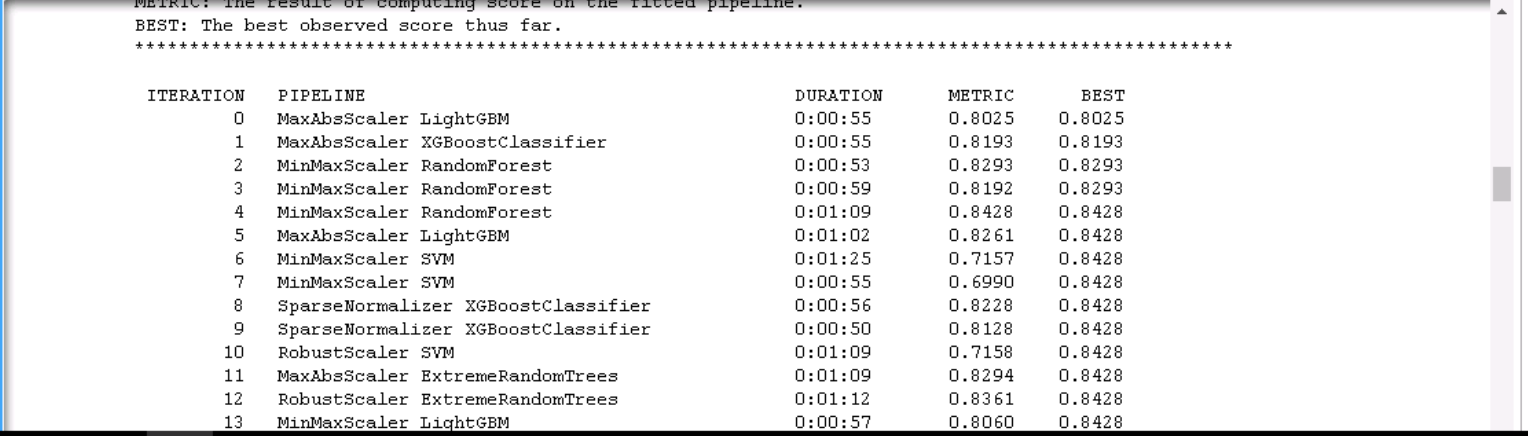 METRIC: The result of computing score on the fitted pipeline.
BEST: The best observed score thus far.
****************************************************************************************************
ITERATION PIPELINE DURATION METRIC BEST
0 MaxAbsScaler LightGBM 0:00:55 0.8025 0.8025
1 MaxAbsScaler XGBoostClassifier 0:00:55 0.8193 0.8193
2 MinMaxScaler RandomForest 0:00:53 0.8293 0.8293
3 MinMaxScaler RandomForest 0:00:59 0.8192 0.8293
4 MinMaxScaler RandomForest 0:01:09 0.8428 0.8428
5 MaxAbsScaler LightGBM 0:01:02 0.8261 0.8428
6 MinMaxScaler SVM 0:01:25 0.7157 0.8428
7 MinMaxScaler SVM 0:00:55 0.6990 0.8428
8 SparseNormalizer XGBoostClassifier 0:00:56 0.8228 0.8428
9 SparseNormalizer XGBoostClassifier 0:00:50 0.8128 0.8428
10 RobustScaler SVM 0:01:09 0.7158 0.8428
11 MaxAbsScaler ExtremeRandomTrees 0:01:09 0.8294 0.8428
12 RobustScaler ExtremeRandomTrees 0:01:12 0.8361 0.8428
13 MinMaxScaler LightGBM 0:00:57 0.8060 0.8428